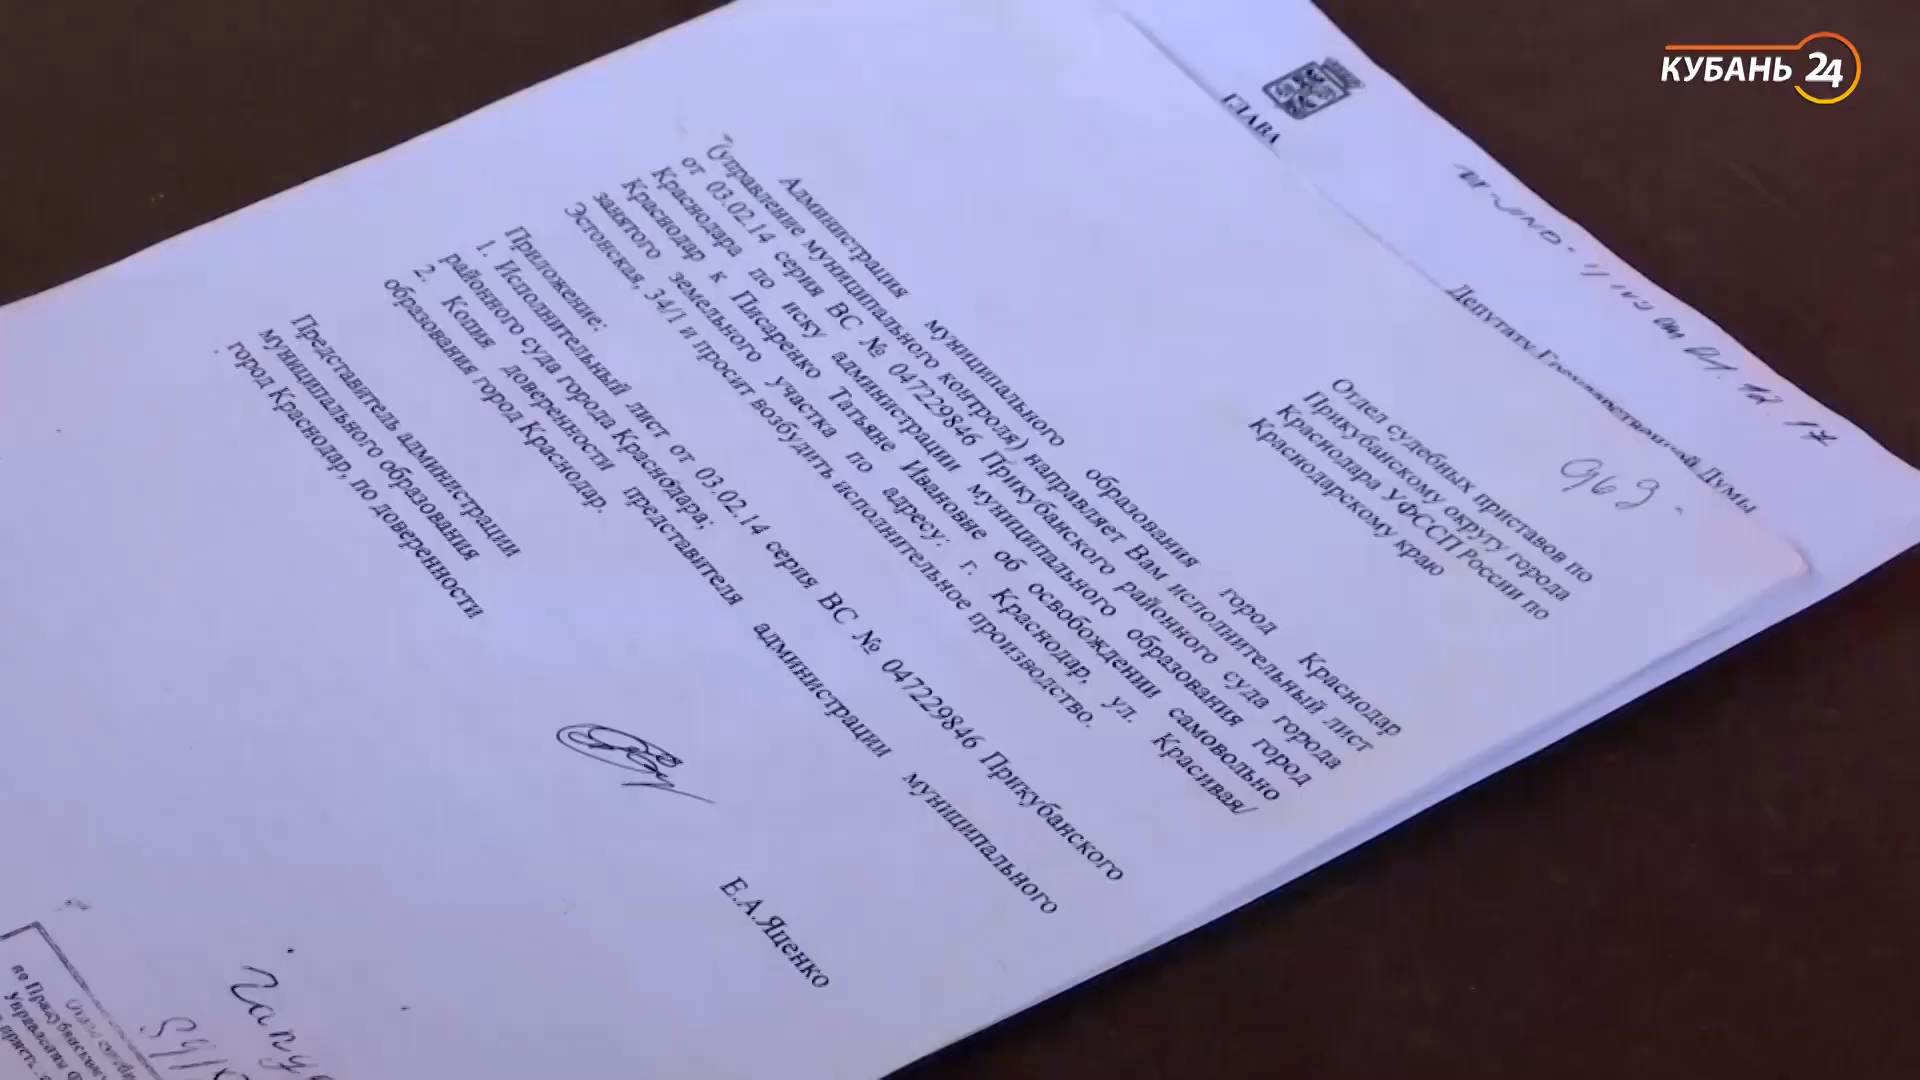 КУБАНЬ 24
ГЛАВА
Депутату Государственной Думы
Отдел судебных приставов по
Прикубанскому округу города
Краснодара УФССП России по
Краснодарскому краю
Администрация муниципального образования город Краснодар
(управление муниципального контроля) направляет Вам исполнительный лист
от 03.02.14 серия ВС № 047229846 Прикубанского районного суда города
Краснодара по иску администрации муниципального образования город
Краснодар к Писаренко Татьяне Ивановне об освобождении самовольно
занятого земельного участка по адресу: г. Краснодар, ул. Красивая/
Эстонская, 34/1 и просит возбудить исполнительное производство.
Приложение:
1. Исполнительный лист от 03.02.14 серия ВС № 047229846 Прикубанского
районного суда города Краснодара;
2. Копия доверенности представителя администрации муниципального
образования город Краснодар.
Представитель администрации
муниципального образования
город Краснодар, по доверенности
Е.А.Яценко